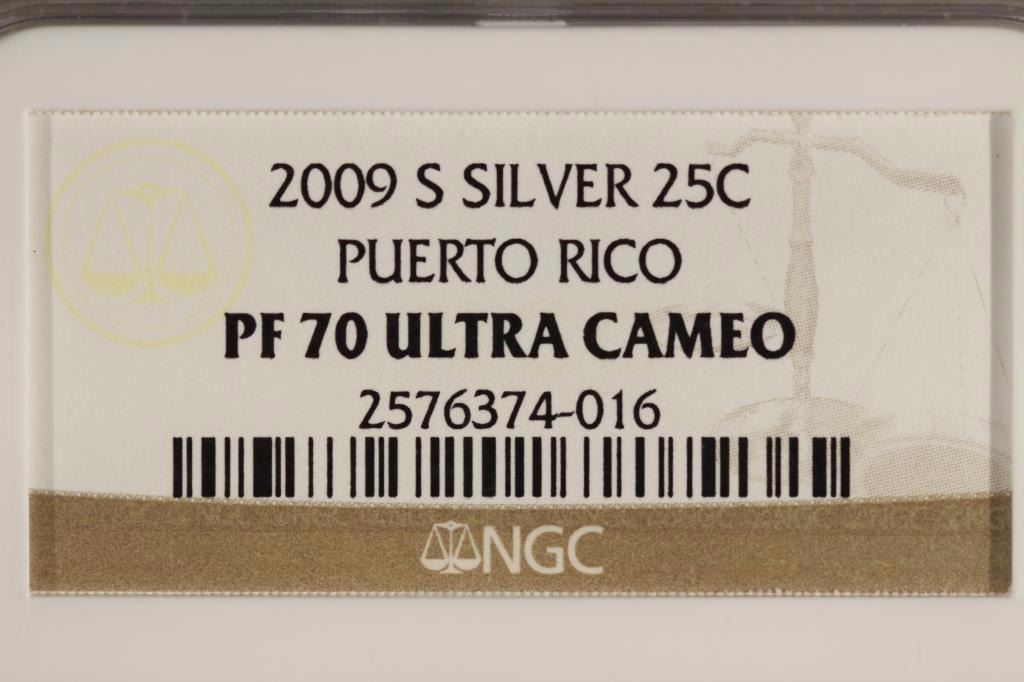 2009 S SILVER 25C
PUERTO RICO
PF 70 ULTRA CAMEO
2576374-016
NGC